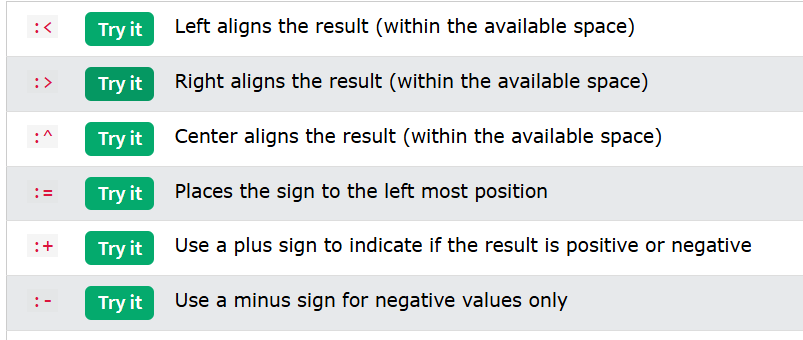 :< Try it Left aligns the result (within the available space)
:> Try it Right aligns the result (within the available space)
:^ Try it Center aligns the result (within the available space)
:= Try it Places the sign to the left most position
:+ Try it Use a plus sign to indicate if the result is positive or negative
:- Try it Use a minus sign for negative values only